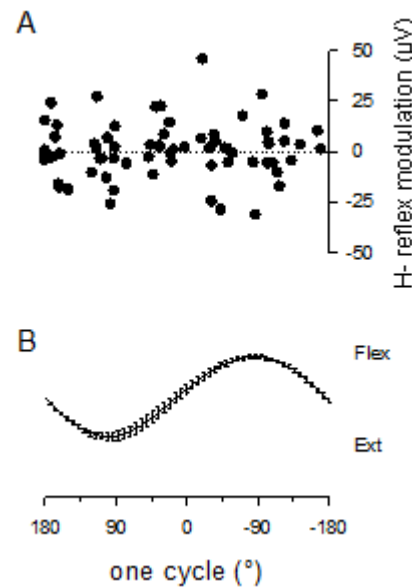 A
50
25
0
-25
-50
H- reflex modulation (µV)
B
Flex
Ext
180 90 0 -90 -180
one cycle (°)